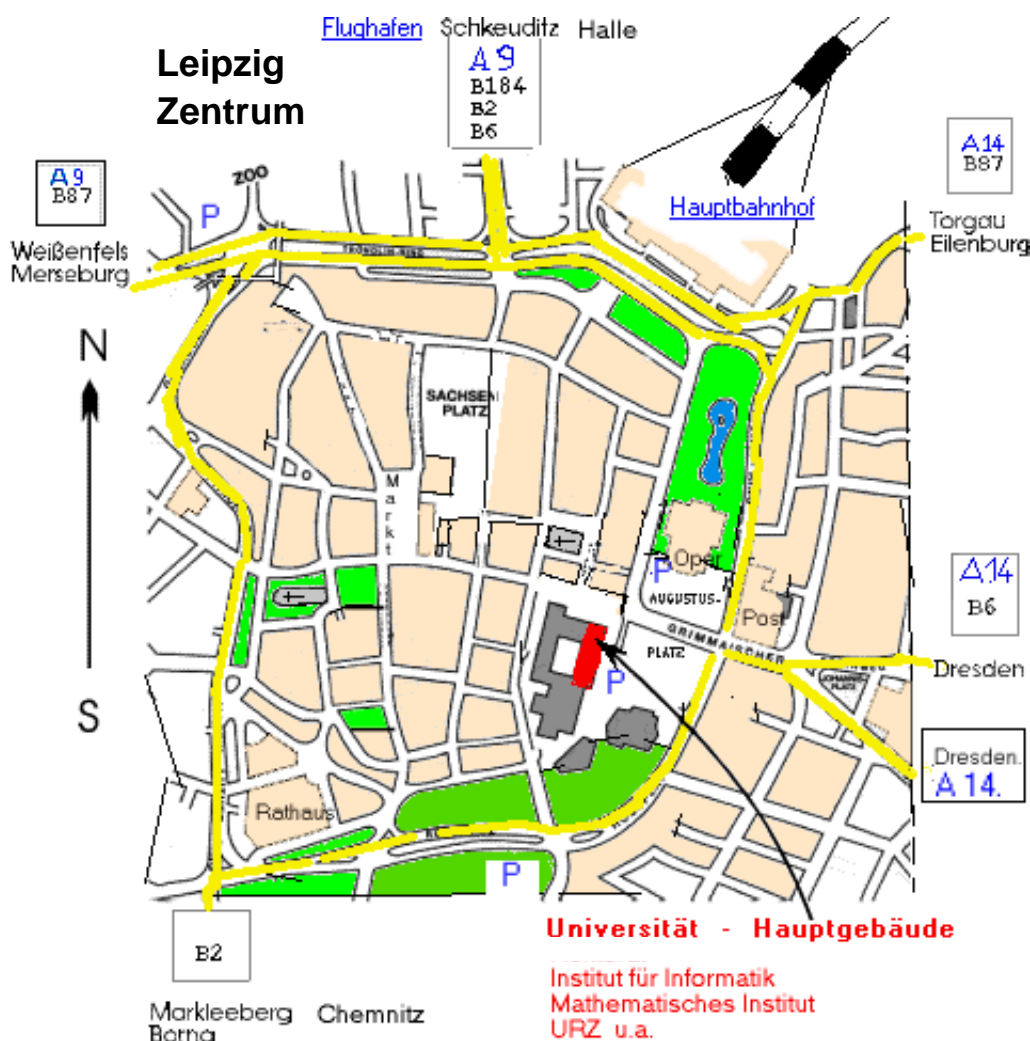 Flughafen Schkeuditz Halle
Leipzig
Zentrum
A 9
B184
B2
B6
A 9
B87
A14
B87
ZOO
P
Hauptbahnhof
Torgau
Eilenburg
Weißenfels
Merseburg
N
SACHSEN
PLATZ
Markt
Oper
P
AUGUSTUS-
PLATZ
Post
GRIMMAISCHER
A14
B6
JOHANNIS-
PLATZ
Dresden
P
S
Dresden.
A 14.
Rathaus
P
B2
Universität - Hauptgebäude
Institut für Informatik
Mathematisches Institut
URZ u.a.
Markleeberg Chemnitz
Borna